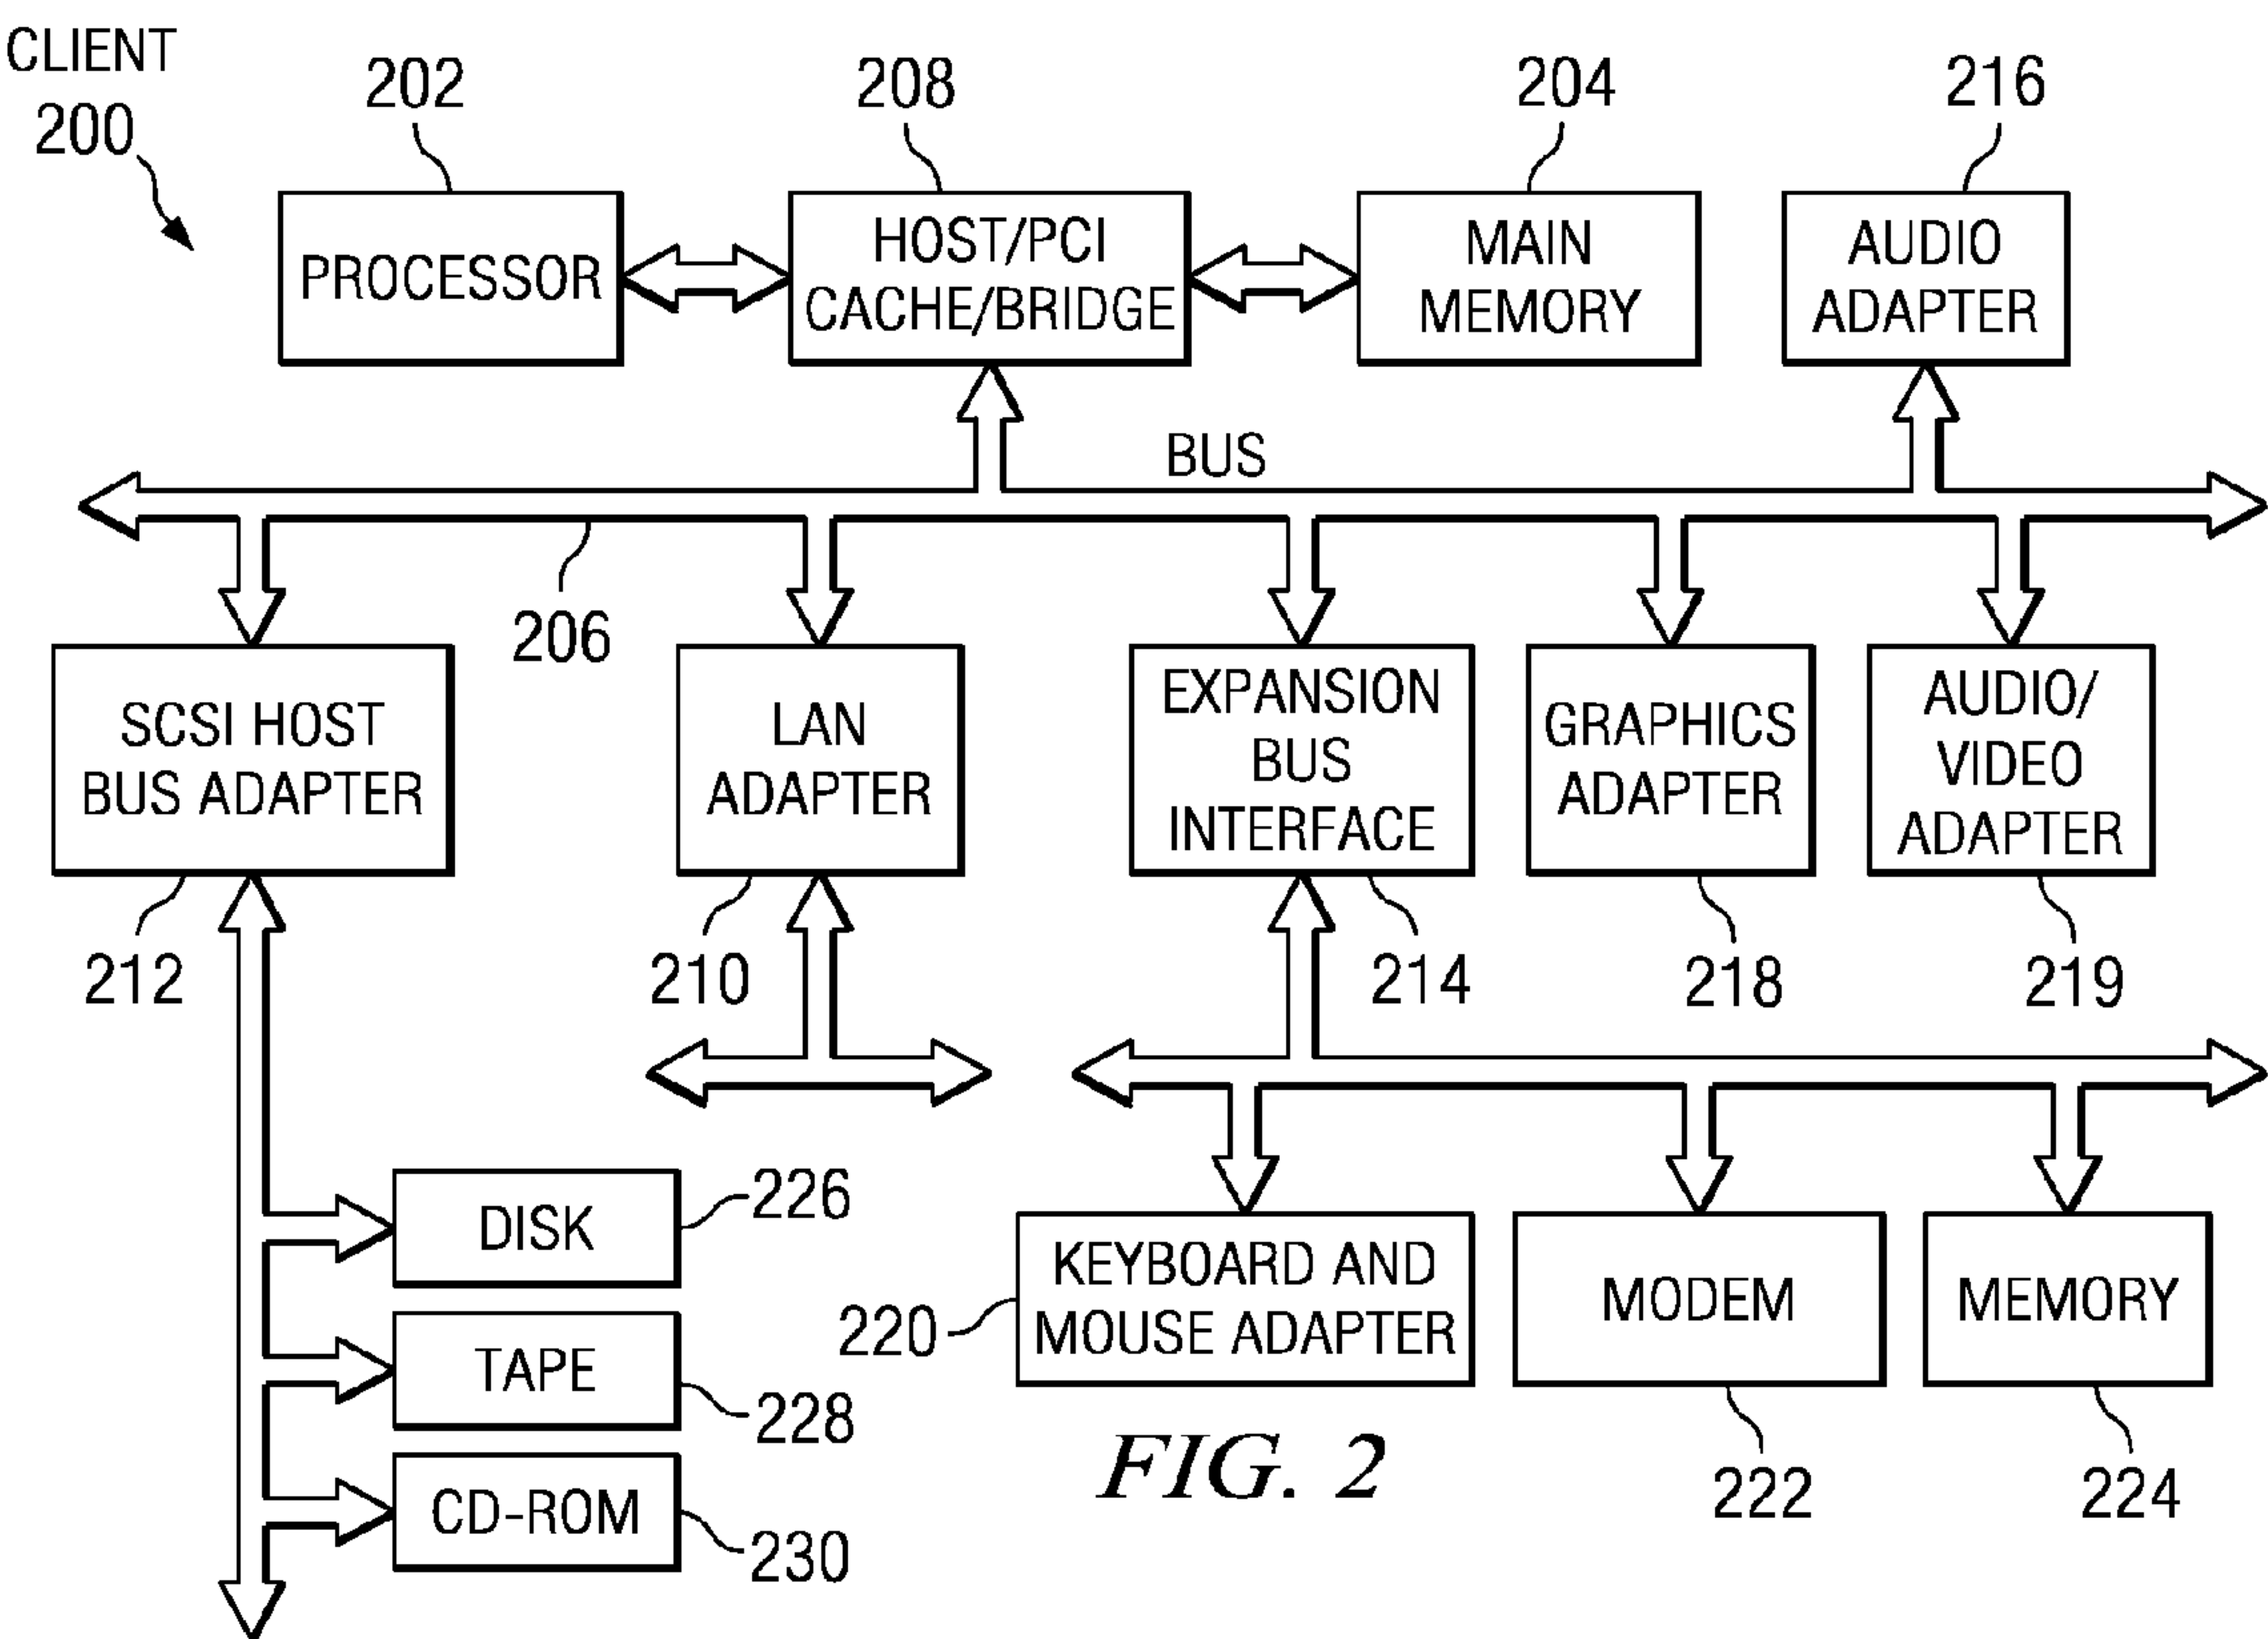 CLIENT
200
202
208
204
216
PROCESSOR
HOST/PCI
CACHE/BRIDGE
MAIN
MEMORY
AUDIO
ADAPTER
BUS
206
SCSI HOST
BUS ADAPTER
LAN
ADAPTER
EXPANSION
BUS
INTERFACE
GRAPHICS
ADAPTER
AUDIO/
VIDEO
ADAPTER
212
210
214
218
219
DISK
226
TAPE
228
CD-ROM
230
220
KEYBOARD AND
MOUSE ADAPTER
MODEM
MEMORY
222
224
FIG. 2